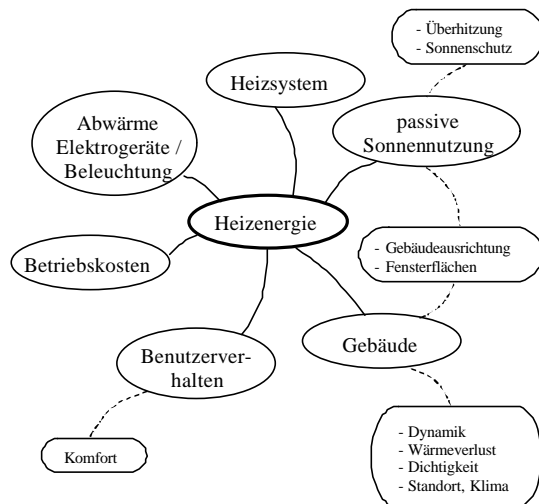 - Überhitzung
- Sonnenschutz
Heizsystem
Abwärme
Elektrogeräte /
Beleuchtung
passive
Sonnennutzung
Heizenergie
Betriebskosten
- Gebäudeausrichtung
- Fensterflächen
Benutzerver-
halten
Gebäude
Komfort
- Dynamik
- Wärmeverlust
- Dichtigkeit
- Standort, Klima